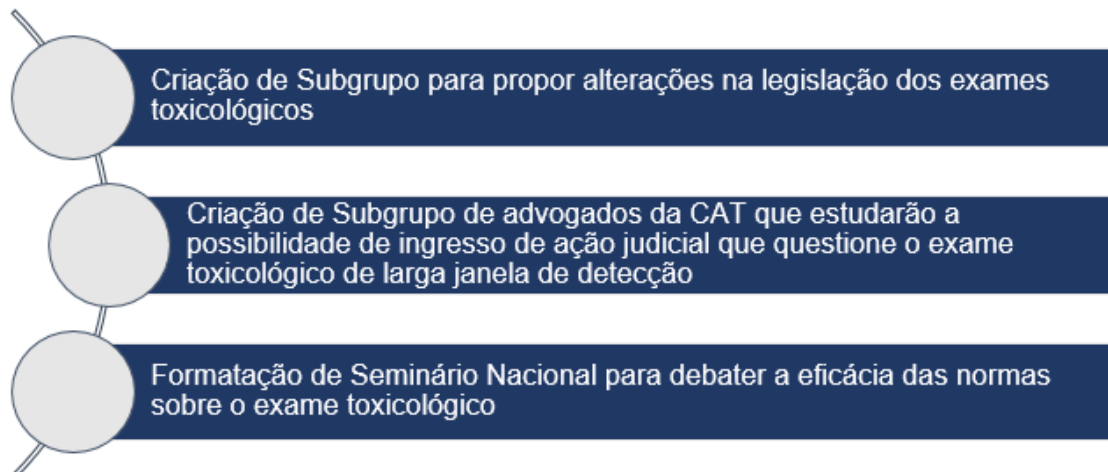 Criação de Subgrupo para propor alterações na legislação dos exames
toxicológicos
Criação de Subgrupo de advogados da CAT que estudarão a
possibilidade de ingresso de ação judicial que questione o exame
toxicológico de larga janela de detecção
Formatação de Seminário Nacional para debater a eficácia das normas
sobre o exame toxicológico